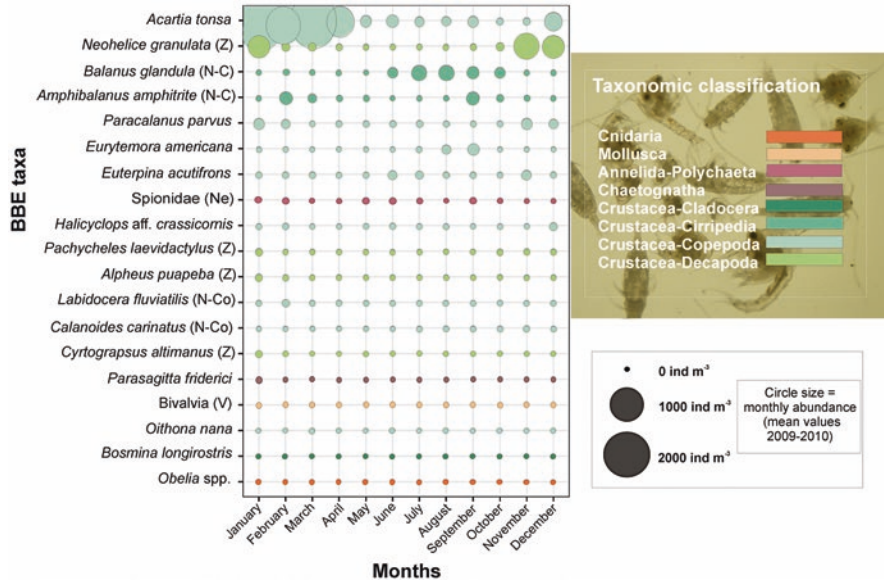 BBE taxa
Acartia tonsa
Neohelice granulata (Z)
Balanus glandula (N-C)
Amphibalanus amphitrite (N-C)
Paracalanus parvus
Eurytemora americana
Euterpina acutifrons
Spionidae (Ne)
Halicyclops aff. crassicornis
Pachycheles laevidactylus (Z)
Alpheus puapeba (Z)
Labidocera fluviatilis (N-Co)
Calanoides carinatus (N-Co)
Cyrtograpsus altimanus (Z)
Parasagitta friderici
Bivalvia (V)
Oithona nana
Bosmina longirostris
Obelia spp.
January
February
March
April
May
June
July
August
September
October
November
December
Months
Taxonomic classification
Cnidaria
Mollusca
Annelida-Polychaeta
Chaetognatha
Crustacea-Cladocera
Crustacea-Cirripedia
Crustacea-Copepoda
Crustacea-Decapoda
0 ind m-3
1000 ind m-3
2000 ind m-3
Circle size =
monthly abundance
(mean values
2009-2010)